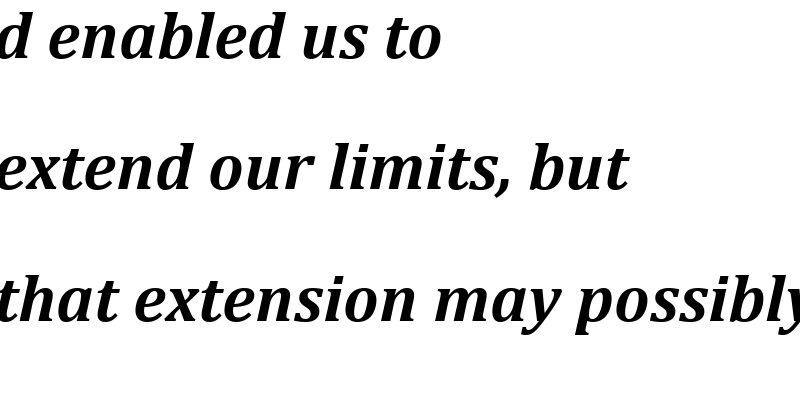 d enabled us to
extend our limits, but
that extension may possibly